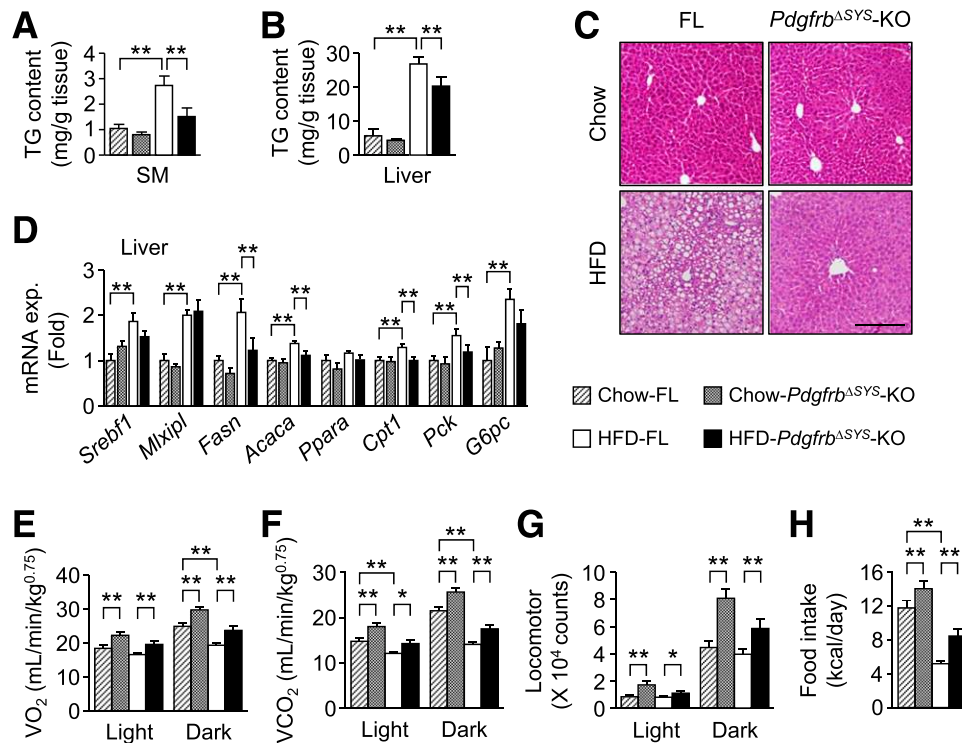 A
TG content
(mg/g tissue)
4
3
2
1
0
**
**
SM
B
TG content
(mg/g tissue)
30
20
10
0
**
**
Liver
C
FL
Pdgfrb^ΔSYS-KO
Chow
HFD
D
Liver
mRNA exp.
(Fold)
3
2
1
0
**
**
**
**
**
**
**
**
**
**
**
Srebf1
Mlxipl
Fasn
Acaca
Ppara
Cpt1
Pck
G6pc
Chow-FL
Chow-Pdgfrb^ΔSYS-KO
HFD-FL
HFD-Pdgfrb^ΔSYS-KO
E
VO₂ (mL/min/kg^0.75)
40
30
20
10
0
**
**
**
**
**
Light
Dark
F
VCO₂ (mL/min/kg^0.75)
30
20
10
0
**
**
*
**
**
**
Light
Dark
G
Locomotor
(X 10⁴ counts)
10
8
6
4
2
0
**
*
**
**
Light
Dark
H
Food intake
(kcal/day)
16
12
8
4
0
**
**
**